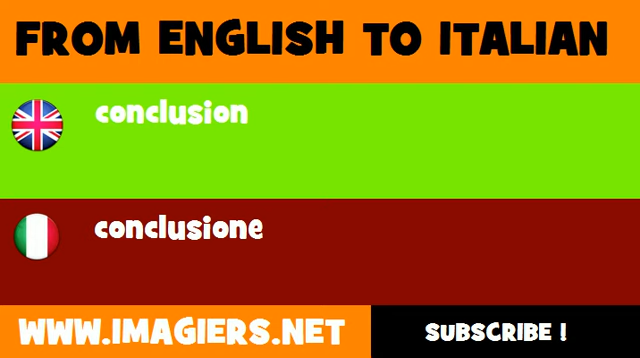 FROM ENGLISH TO ITALIAN
conclusion
conclusione
WWW.IMAGIERS.NET
SUBSCRIBE !